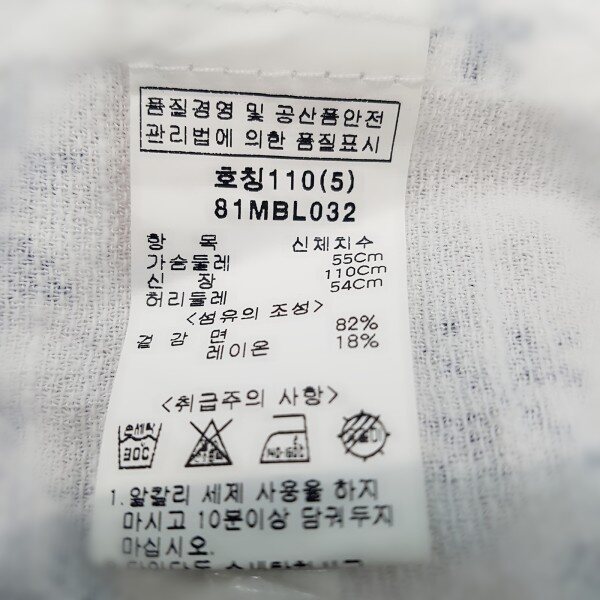 품질경영 및 공산품안전
관리법에 의한 품질표시
호칭110(5)
81MBL032
항 목 신체치수
가슴둘레 55Cm
신 장 110Cm
허리둘레 54Cm
<섬유의 조성>
겉 감 면 82%
레이온 18%
<취급주의 사항>
손세탁
30℃
1.알칼리 세제 사용을 하지
마시고 10분이상 담궈두지
마십시오.